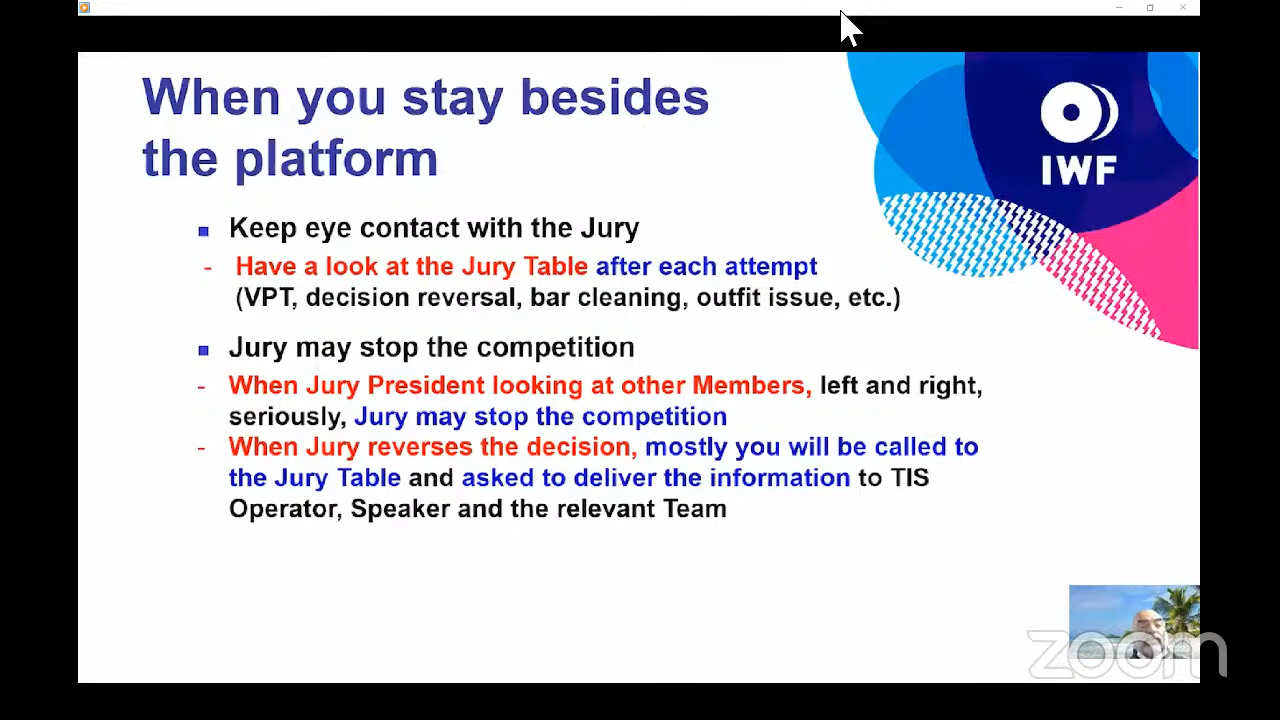 When you stay besides
the platform
IWF
Keep eye contact with the Jury
- Have a look at the Jury Table after each attempt
(VPT, decision reversal, bar cleaning, outfit issue, etc.)
Jury may stop the competition
- When Jury President looking at other Members, left and right,
seriously, Jury may stop the competition
- When Jury reverses the decision, mostly you will be called to
the Jury Table and asked to deliver the information to TIS
Operator, Speaker and the relevant Team
zoom